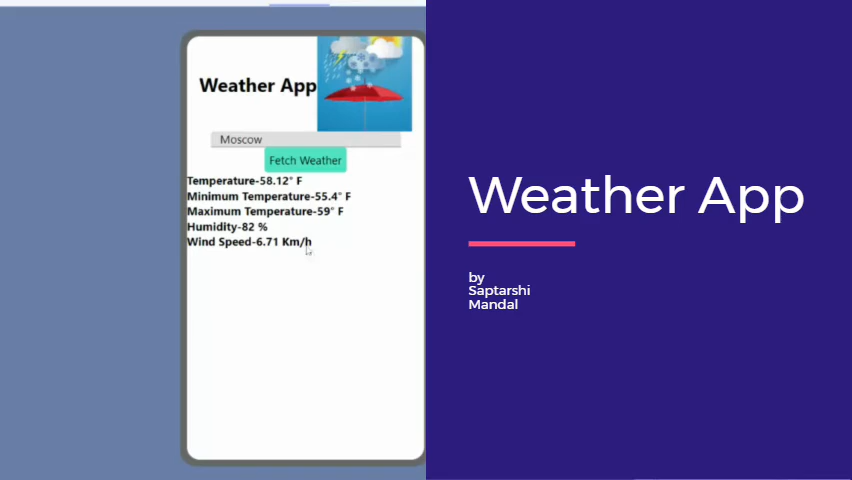 Weather App
Moscow
Fetch Weather
Temperature-58.12° F
Minimum Temperature-55.4° F
Maximum Temperature-59° F
Humidity-82 %
Wind Speed-6.71 Km/h
Weather App
by
Saptarshi
Mandal